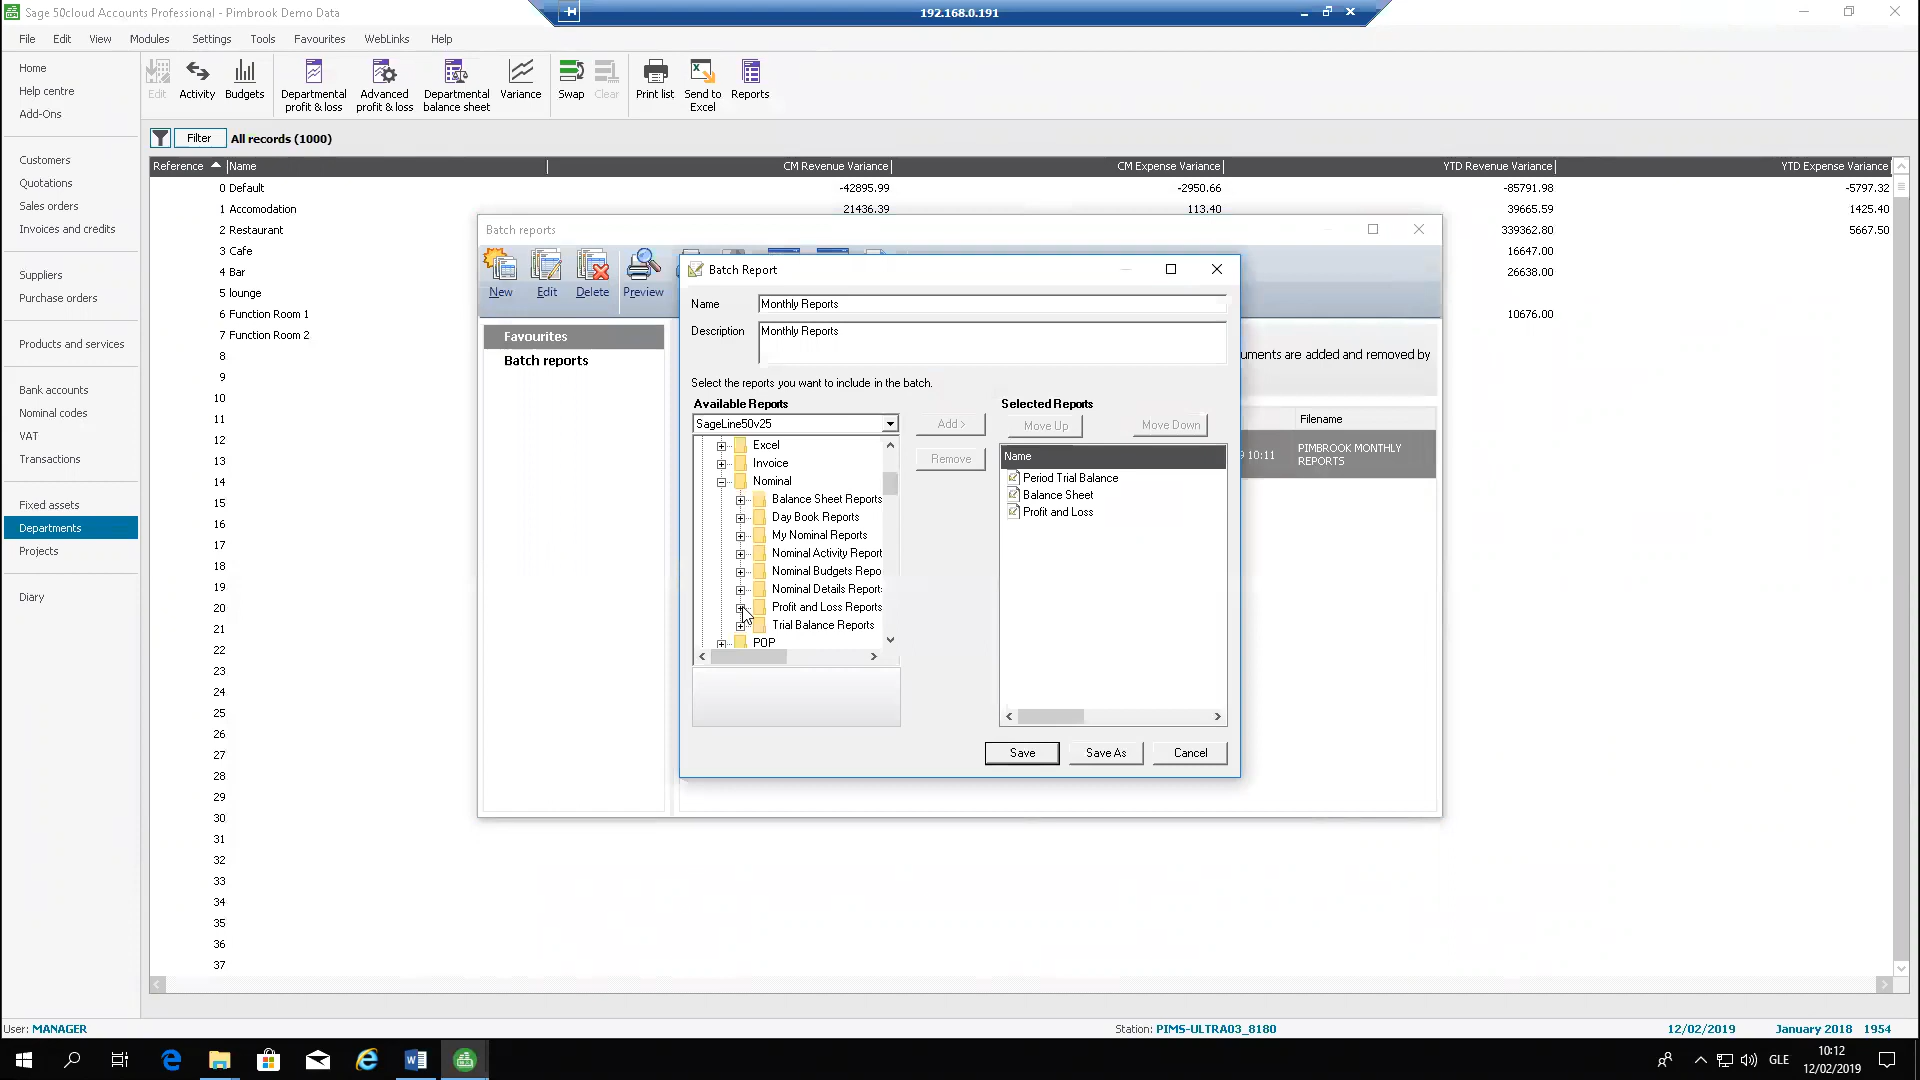 Sage 50cloud Accounts Professional - Pimbrook Demo Data
192.168.0.191
File Edit View Modules Settings Tools Favourites WebLinks Help
Home
Help centre
Add-Ons
Customers
Quotations
Sales orders
Invoices and credits
Suppliers
Purchase orders
Products and services
Bank accounts
Nominal codes
VAT
Transactions
Fixed assets
Departments
Projects
Diary
Edit
Activity
Budgets
Departmental profit & loss
Advanced profit & loss
Departmental balance sheet
Variance
Swap
Clear
Print list
Send to Excel
Reports
Filter All records (1000)
Reference Name CM Revenue Variance CM Expense Variance YTD Revenue Variance YTD Expense Variance
0 Default -42895.99 -2950.66 -85791.98 -5797.32
1 Accomodation 21436.39 113.40 39665.59 1425.40
2 Restaurant 339362.80 5667.50
3 Cafe 16647.00
4 Bar 26638.00
5 lounge
6 Function Room 1 10676.00
7 Function Room 2
8
9
10
11
12
13
14
15
16
17
18
19
20
21
22
23
24
25
26
27
28
29
30
31
32
33
34
35
36
37
Batch reports
New Edit Delete Preview
Favourites
Batch reports
uments are added and removed by
Filename
9 10:11 PIMBROOK MONTHLY
REPORTS
Batch Report
Name Monthly Reports
Description Monthly Reports
Select the reports you want to include in the batch.
Available Reports
SageLine50v25
Excel
Invoice
Nominal
Balance Sheet Reports
Day Book Reports
My Nominal Reports
Nominal Activity Report
Nominal Budgets Repo
Nominal Details Report
Profit and Loss Reports
Trial Balance Reports
POP
Add >
Remove
Selected Reports
Move Up Move Down
Name
Period Trial Balance
Balance Sheet
Profit and Loss
Save Save As Cancel
User: MANAGER
Station: PIMS-ULTRA03_8180
12/02/2019 January 2018 1954
GLE
10:12
12/02/2019